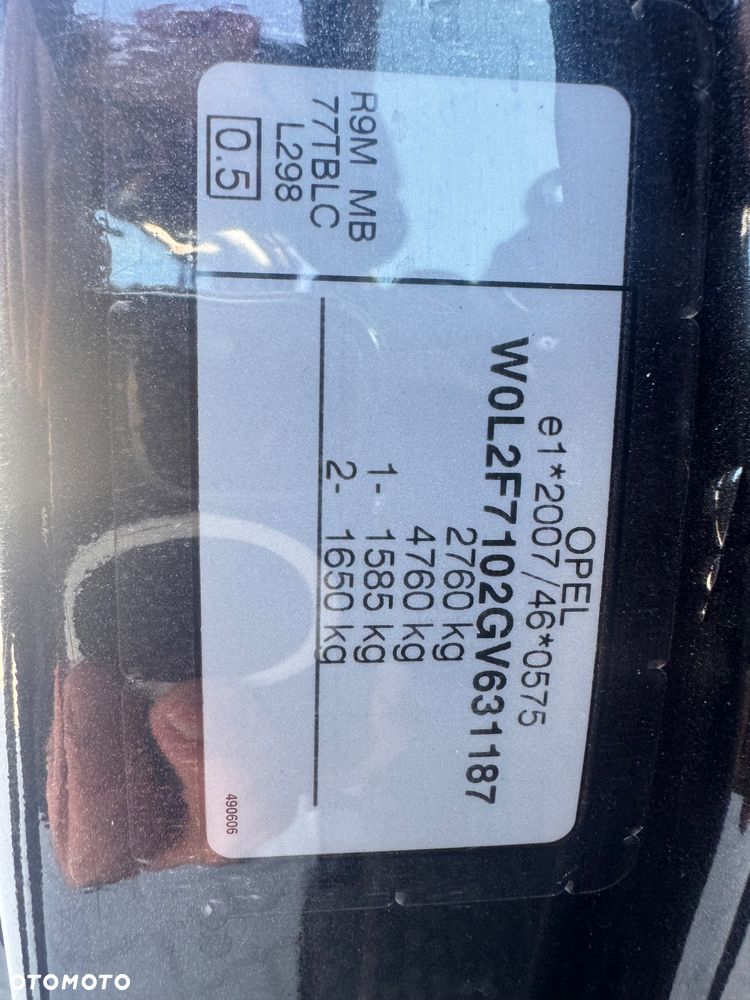 OPEL
e1*2007/46*0575
W0L2F7102GV631187
2760 kg
4760 kg
1- 1585 kg
2- 1650 kg
R9M MB
77TBLC
L298
0.5
490606
OTOMOTO